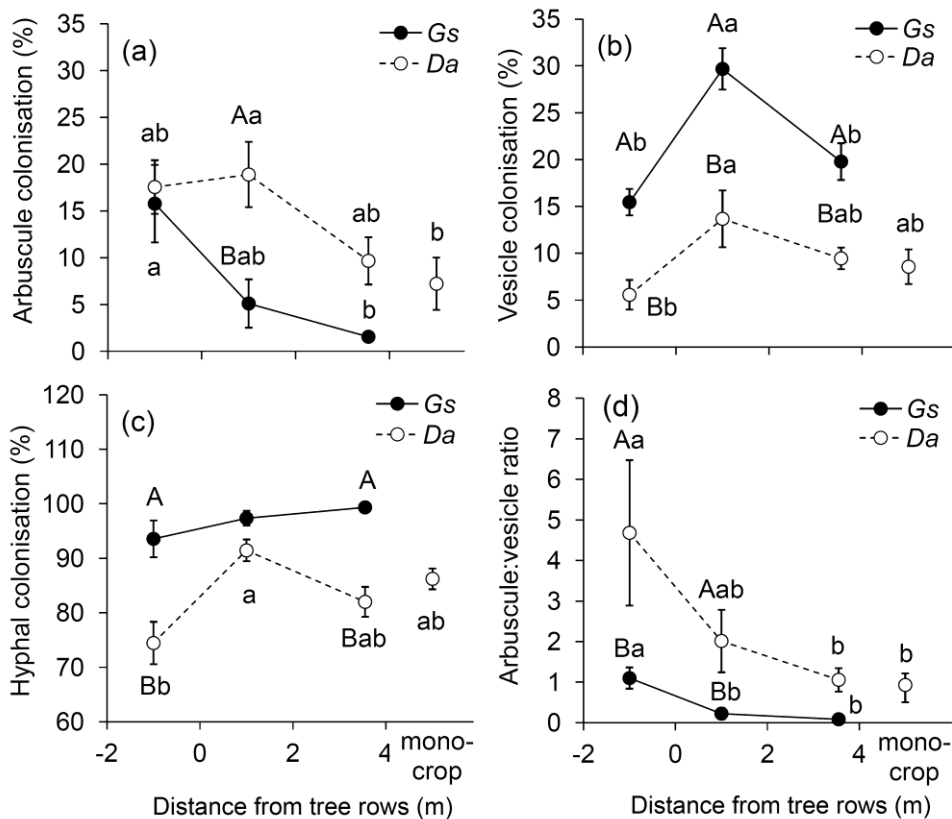 35
30
25
20
15
10
5
0
Arbuscule colonisation (%)
(a)
Gs
Da
ab
Aa
ab
b
a
Bab
b
-2
0
2
4
35
30
25
20
15
10
5
0
Vesicle colonisation (%)
(b)
Gs
Da
Aa
Ab
Ab
Ba
Bab
ab
Bb
-2
0
2
4
120
110
100
90
80
70
60
Hyphal colonisation (%)
(c)
Gs
Da
A
A
a
Bab
ab
Bb
-2
0
2
4
mono-
crop
Distance from tree rows (m)
8
7
6
5
4
3
2
1
0
Arbuscule:vesicle ratio
(d)
Gs
Da
Aa
Aab
b
b
Ba
Bb
b
-2
0
2
4
mono-
crop
Distance from tree rows (m)